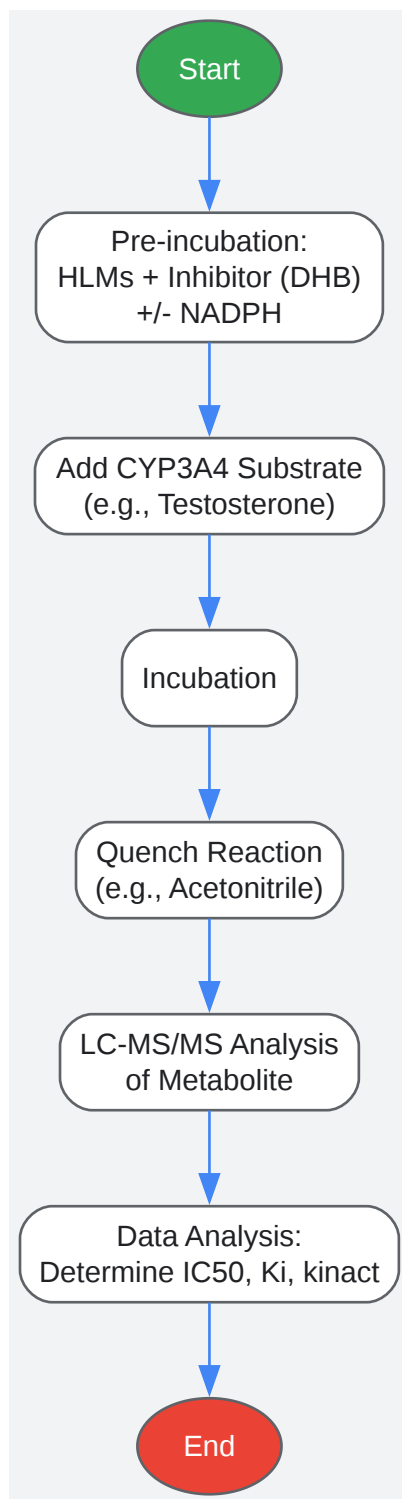 Start
Pre-incubation:
HLMs + Inhibitor (DHB)
+/- NADPH
Add CYP3A4 Substrate
(e.g., Testosterone)
Incubation
Quench Reaction
(e.g., Acetonitrile)
LC-MS/MS Analysis
of Metabolite
Data Analysis:
Determine IC50, Ki, kinact
End